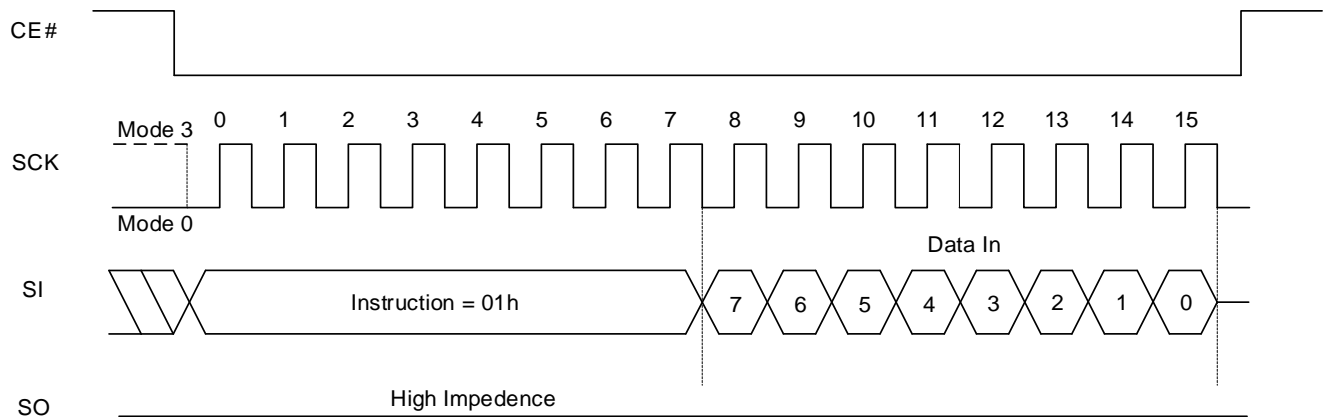 CE#
0 1 2 3 4 5 6 7 8 9 10 11 12 13 14 15
Mode 3
SCK
Mode 0
Data In
SI
Instruction = 01h
7 6 5 4 3 2 1 0
High Impedence
SO